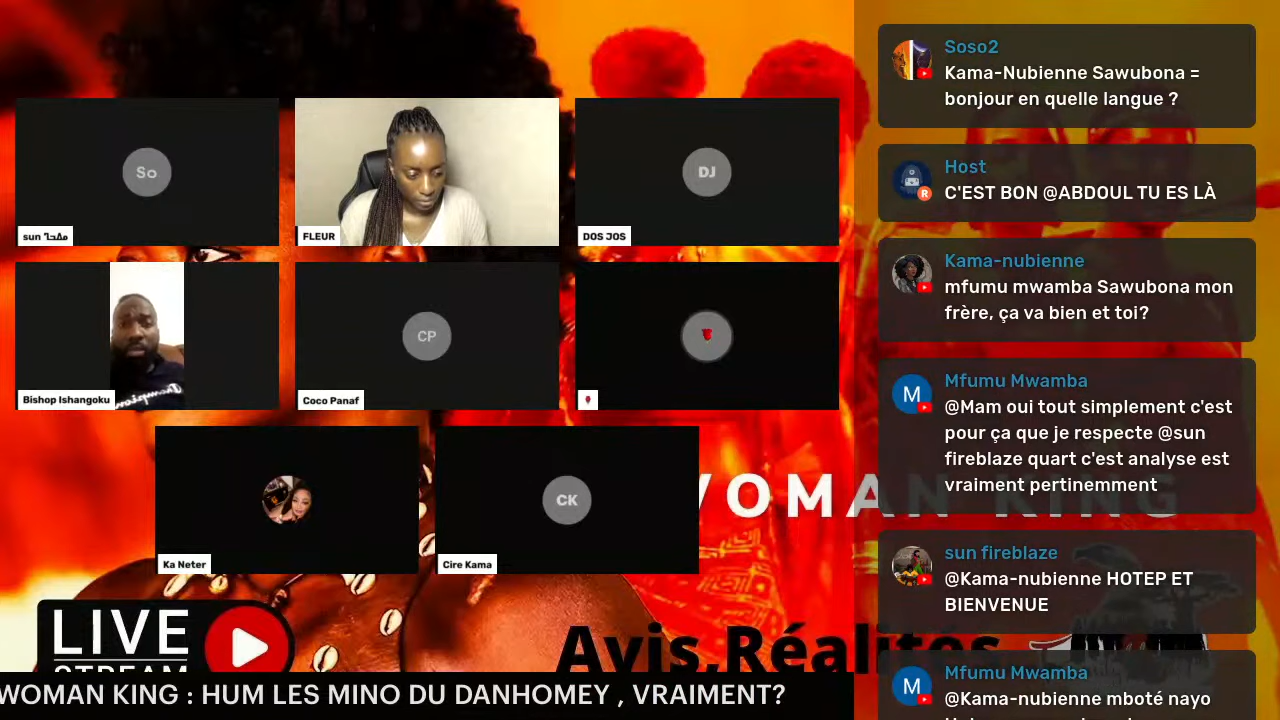 So
sun
FLEUR
DJ
DOS JOS
Bishop Ishangoku
Champion
CP
Coco Panaf
Ka Neter
CK
Cire Kama
WOMAN KING
LIVE
STREAM
Avis,Réalités
WOMAN KING : HUM LES MINO DU DANHOMEY , VRAIMENT?
Soso2
Kama-Nubienne Sawubona =
bonjour en quelle langue ?
Host
C'EST BON @ABDOUL TU ES LÀ
Kama-nubienne
mfumu mwamba Sawubona mon
frère, ça va bien et toi?
M
Mfumu Mwamba
@Mam oui tout simplement c'est
pour ça que je respecte @sun
fireblaze quart c'est analyse est
vraiment pertinemment
sun fireblaze
@Kama-nubienne HOTEP ET
BIENVENUE
M
Mfumu Mwamba
@Kama-nubienne mboté nayo